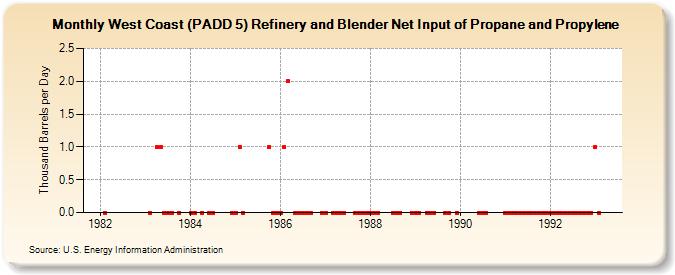 Monthly West Coast (PADD 5) Refinery and Blender Net Input of Propane and Propylene
Thousand Barrels per Day
2.5
2.0
1.5
1.0
0.5
0.0
1982 1984 1986 1988 1990 1992
Source: U.S. Energy Information Administration